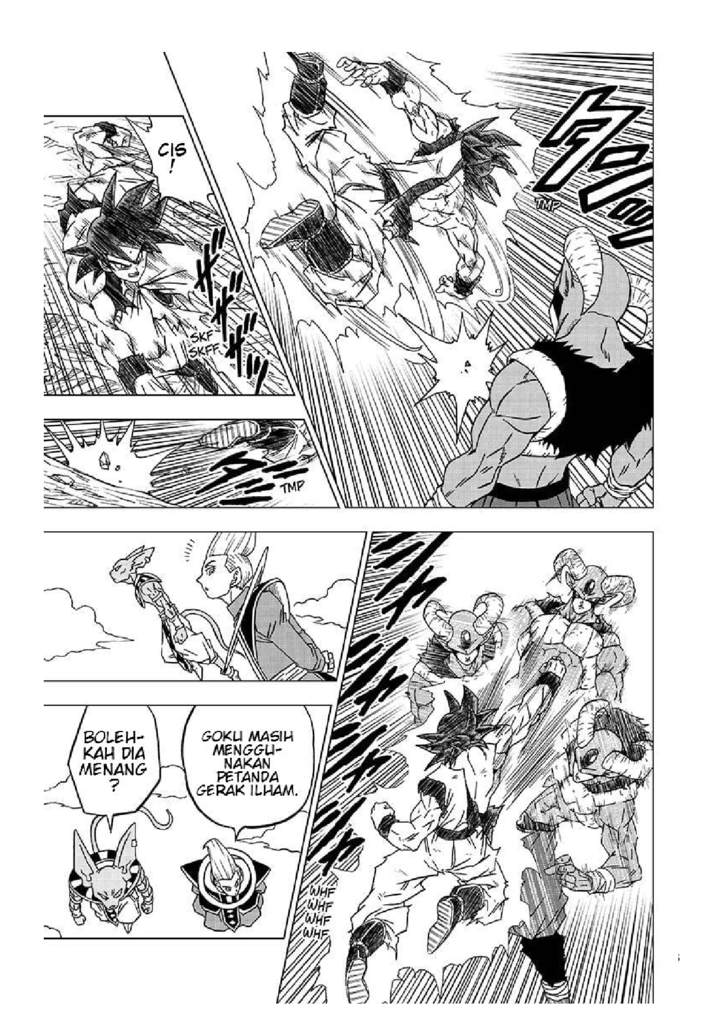 TMP
CIS
!
SKF
SKFF
TMP
WHF
WHF
WHF
WHF
GOKU MASIH
MENGGU-
NAKAN
PETANDA
GERAK ILHAM.
BOLEH-
KAH DIA
MENANG
?